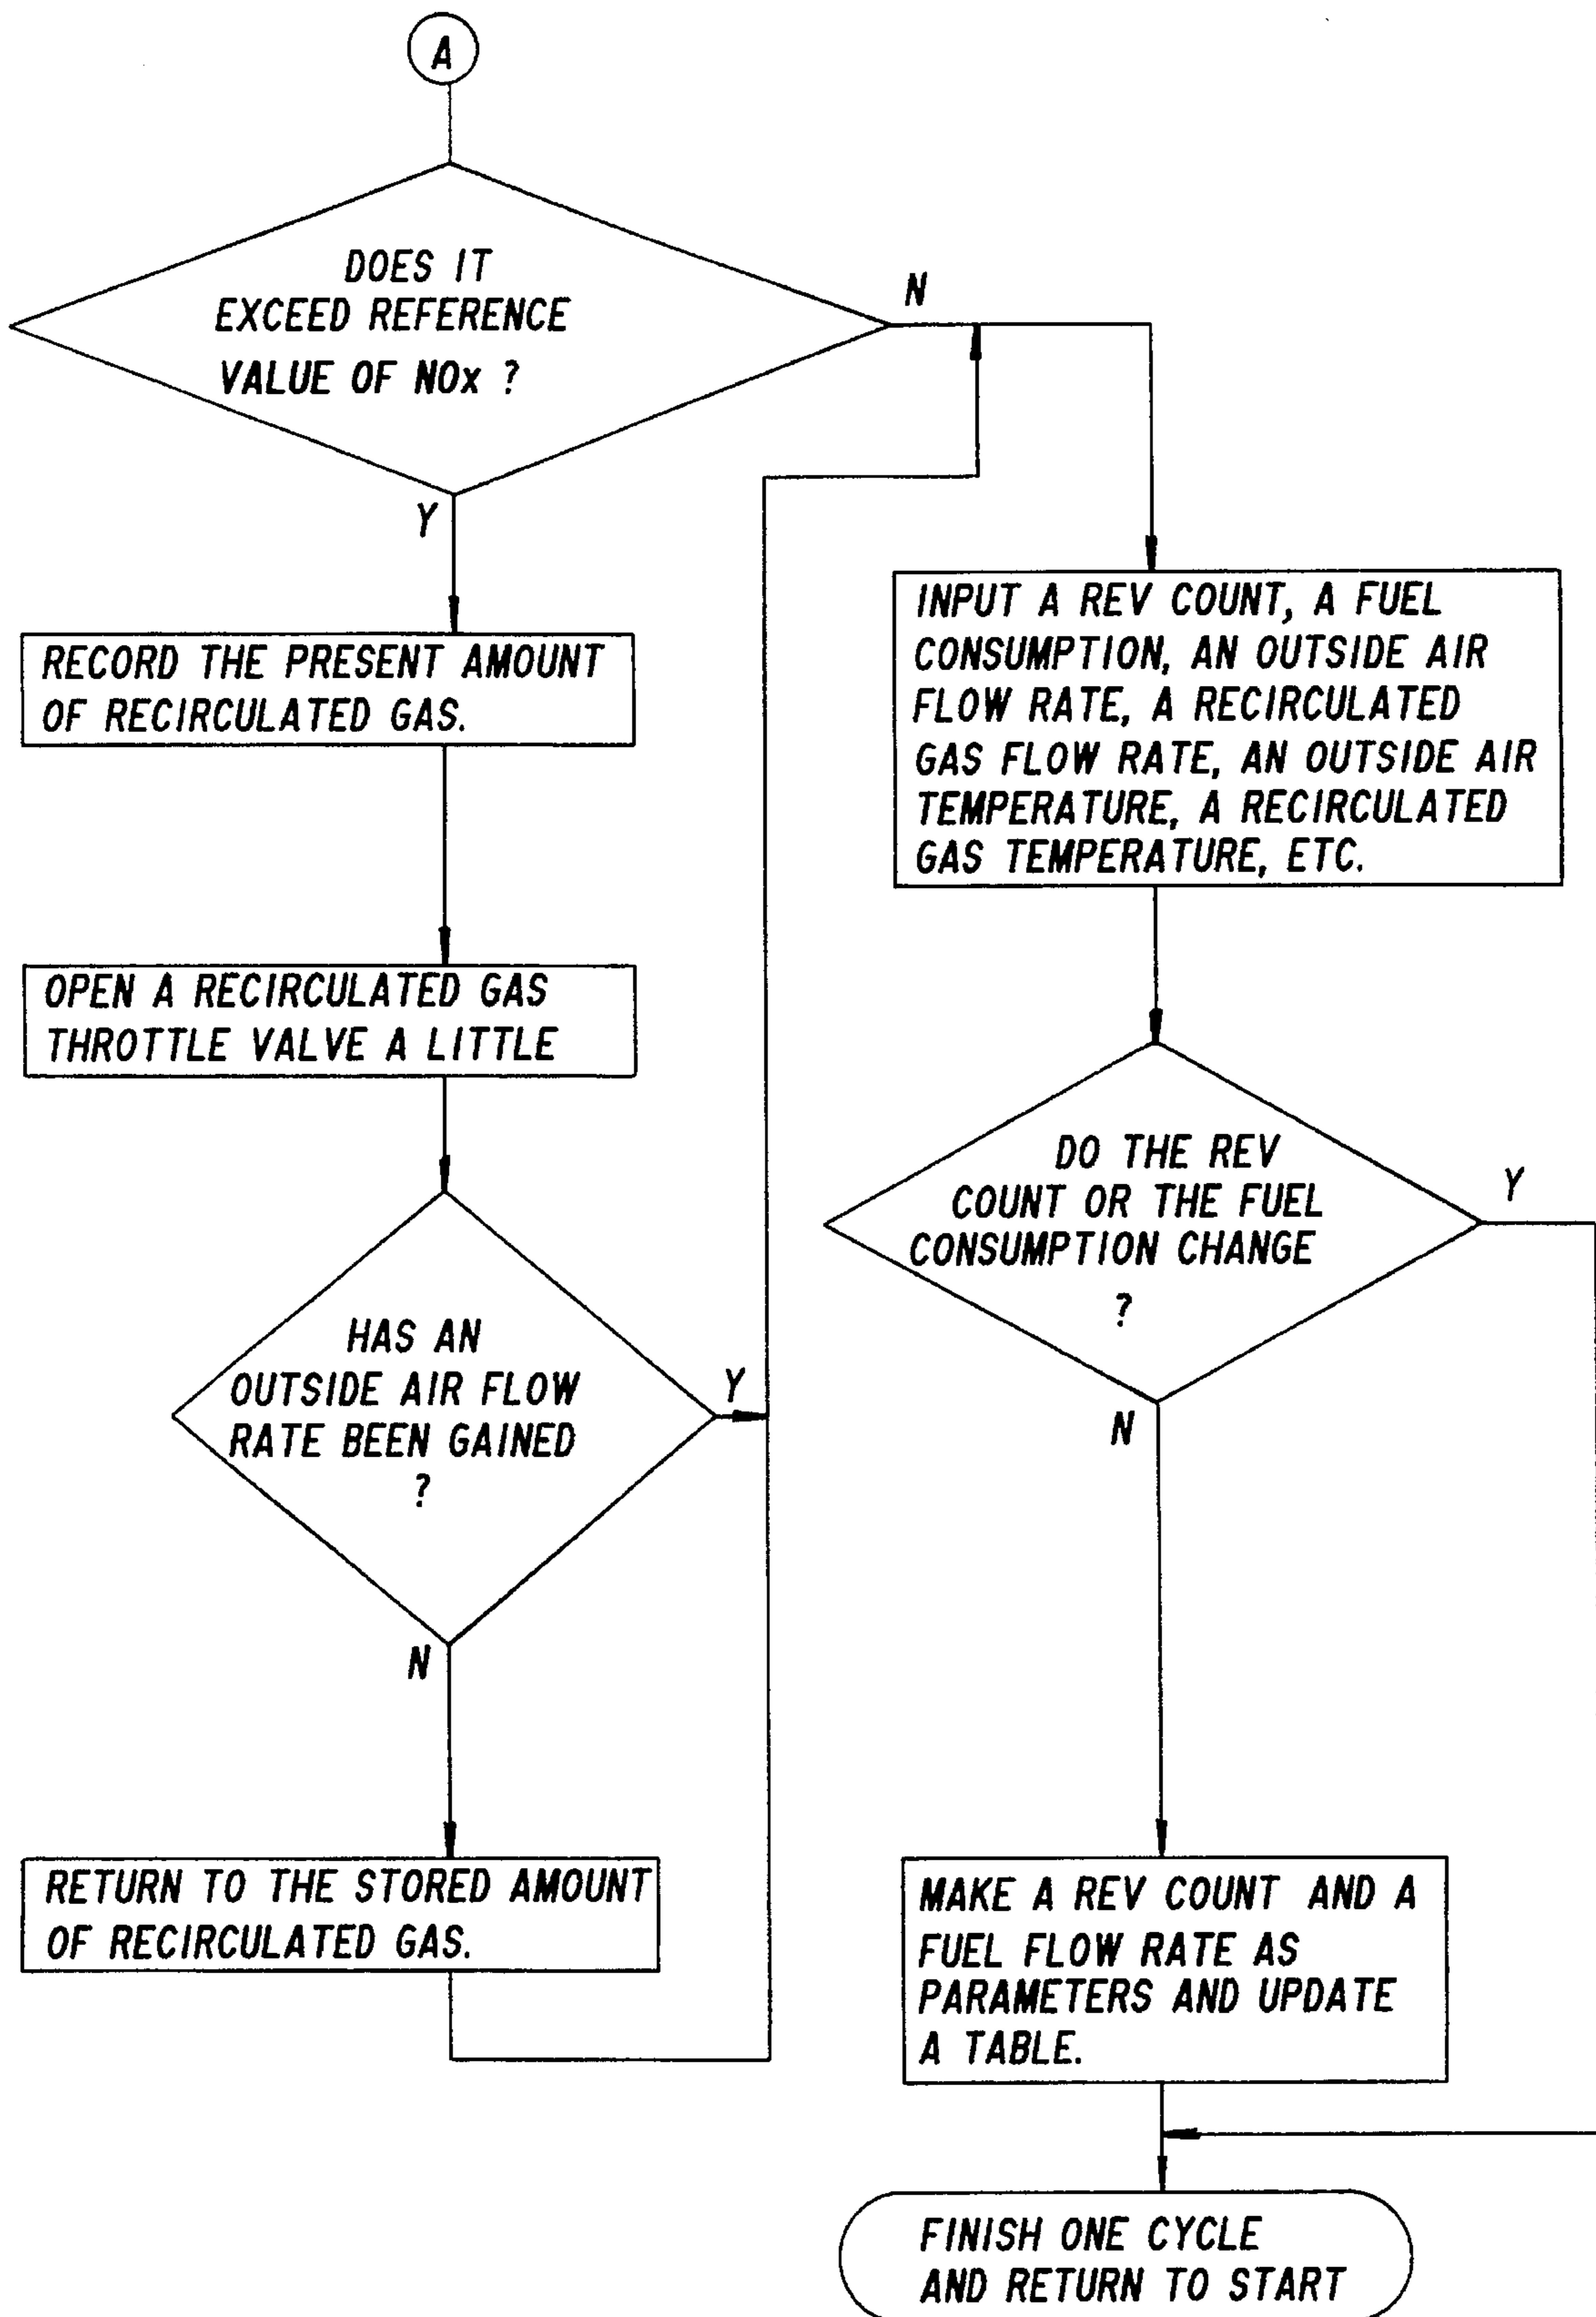 A
DOES IT
EXCEED REFERENCE
VALUE OF NOx ?
N
Y
RECORD THE PRESENT AMOUNT
OF RECIRCULATED GAS.
OPEN A RECIRCULATED GAS
THROTTLE VALVE A LITTLE
HAS AN
OUTSIDE AIR FLOW
RATE BEEN GAINED
?
Y
N
RETURN TO THE STORED AMOUNT
OF RECIRCULATED GAS.
INPUT A REV COUNT, A FUEL
CONSUMPTION, AN OUTSIDE AIR
FLOW RATE, A RECIRCULATED
GAS FLOW RATE, AN OUTSIDE AIR
TEMPERATURE, A RECIRCULATED
GAS TEMPERATURE, ETC.
DO THE REV
COUNT OR THE FUEL
CONSUMPTION CHANGE
?
Y
N
MAKE A REV COUNT AND A
FUEL FLOW RATE AS
PARAMETERS AND UPDATE
A TABLE.
FINISH ONE CYCLE
AND RETURN TO START